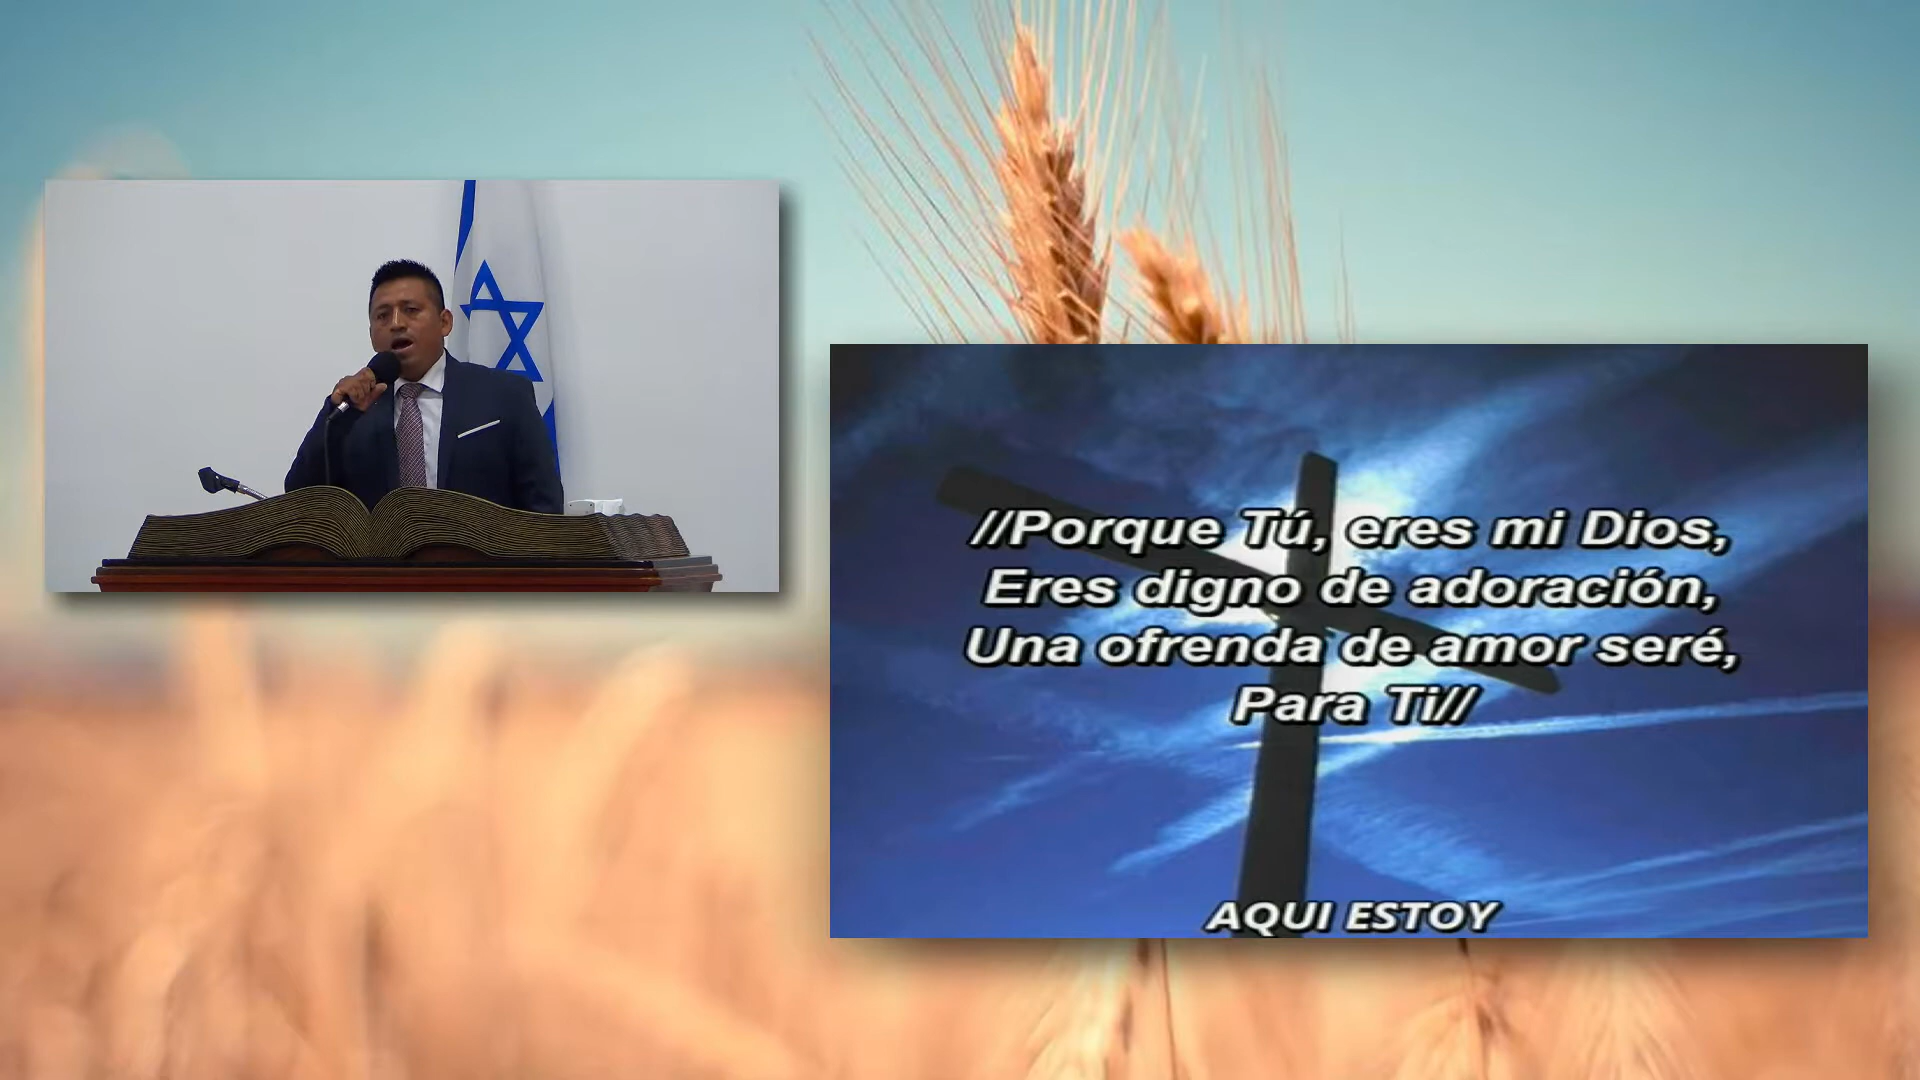 //Porque Tú, eres mi Dios,
Eres digno de adoración,
Una ofrenda de amor seré,
Para Ti//
AQUI ESTOY